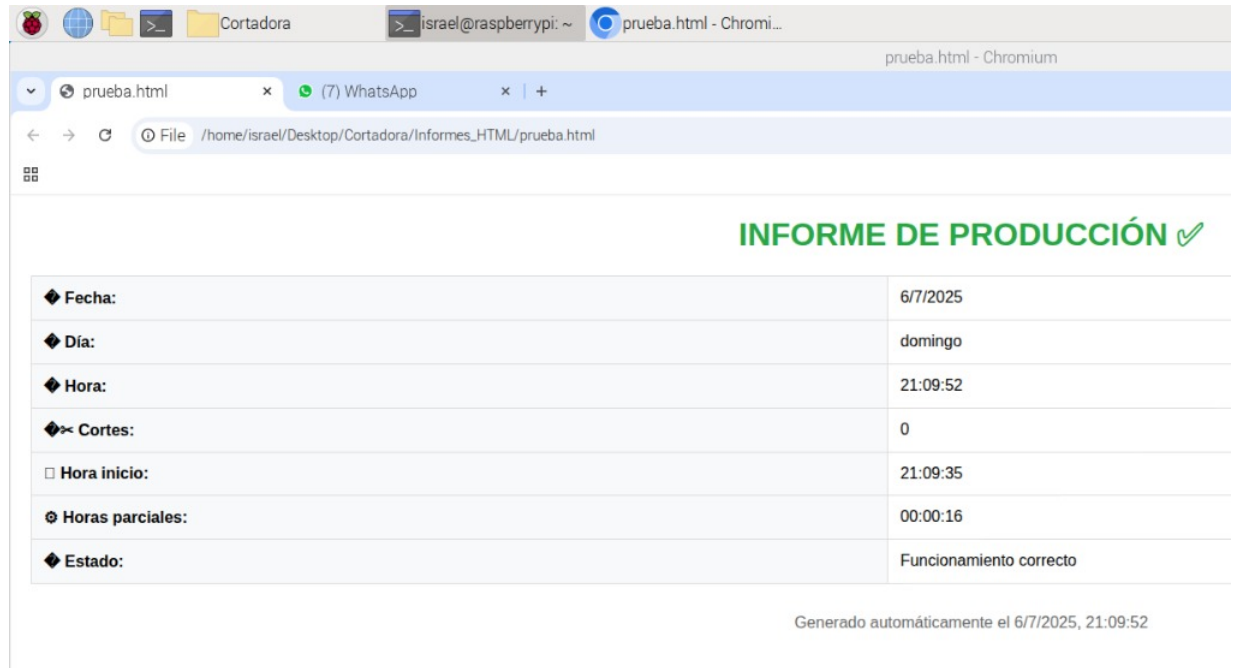 Cortadora israel@raspberrypi: ~ prueba.html - Chromi...
prueba.html - Chromium
prueba.html (7) WhatsApp
File /home/israel/Desktop/Cortadora/Informes_HTML/prueba.html
INFORME DE PRODUCCIÓN ✅
� Fecha: 6/7/2025
� Día: domingo
� Hora: 21:09:52
�✂ Cortes: 0
□ Hora inicio: 21:09:35
⚙ Horas parciales: 00:00:16
� Estado: Funcionamiento correcto
Generado automáticamente el 6/7/2025, 21:09:52